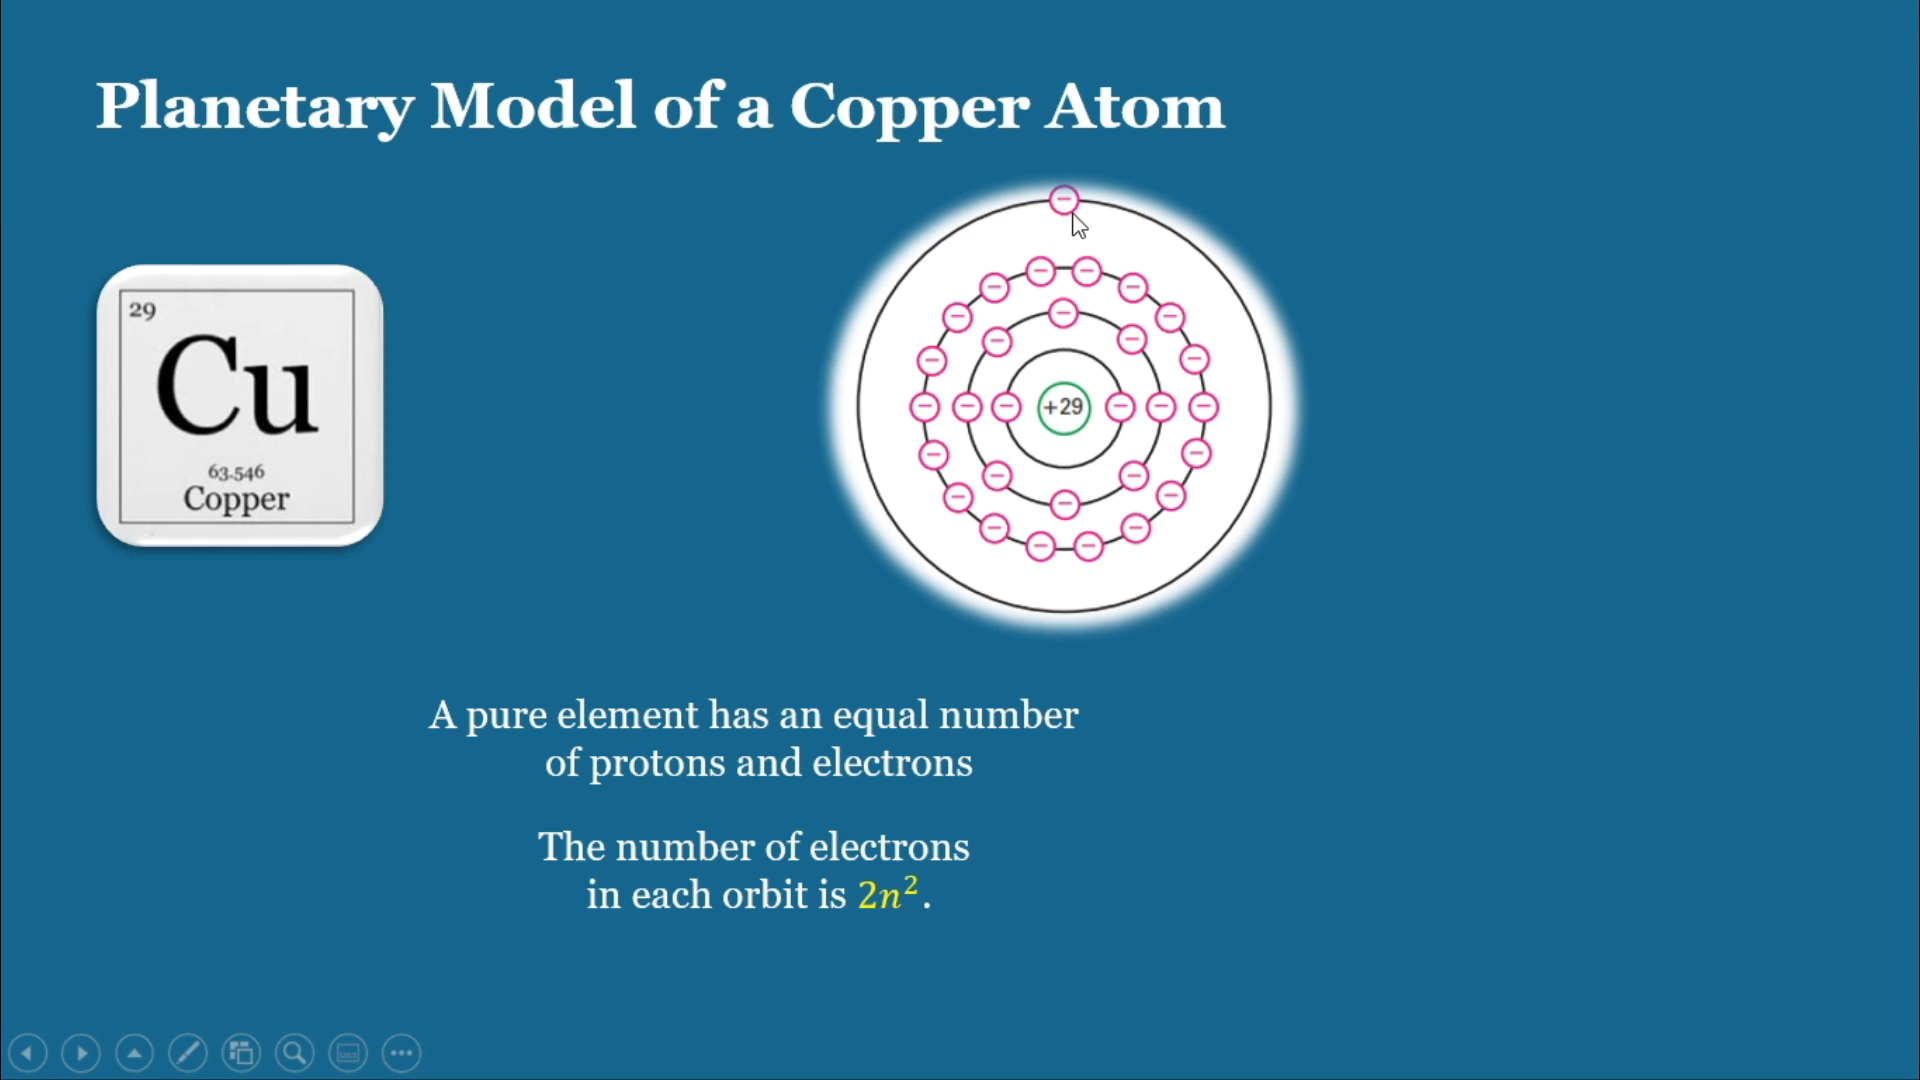 Planetary Model of a Copper Atom
29
Cu
63.546
Copper
+29
A pure element has an equal number
of protons and electrons
The number of electrons
in each orbit is 2n².